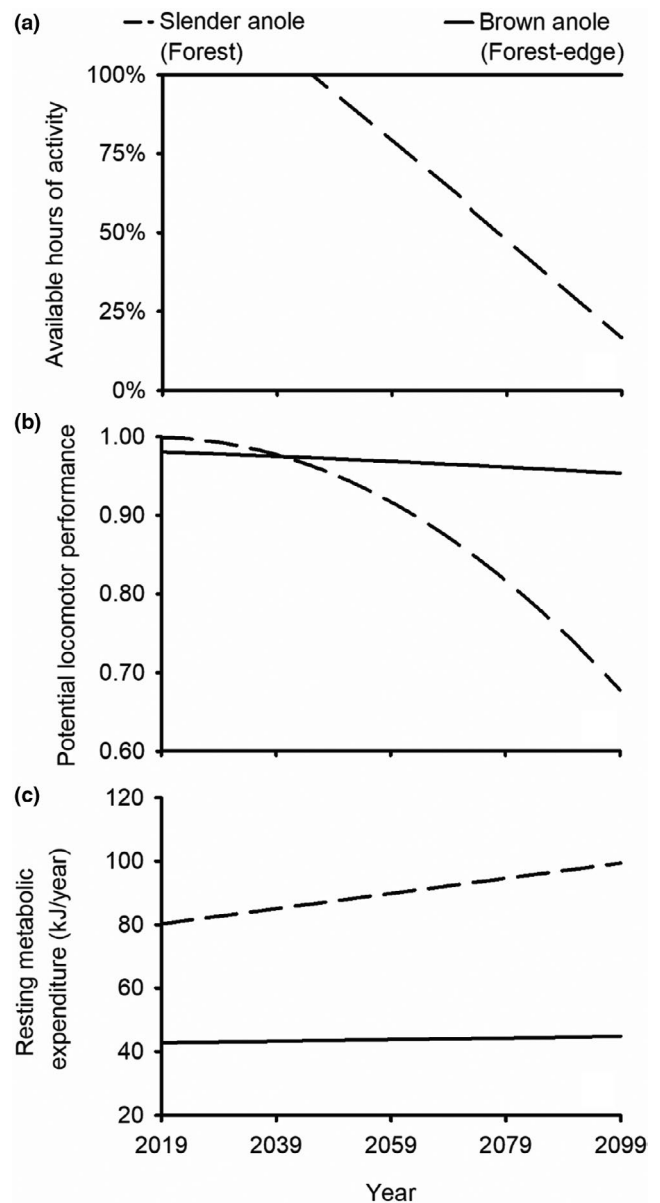 (a)
Slender anole
(Forest)
Brown anole
(Forest-edge)
100%
75%
50%
25%
0%
Available hours of activity
(b)
1.00
0.90
0.80
0.70
0.60
Potential locomotor performance
(c)
120
100
80
60
40
20
Resting metabolic
expenditure (kJ/year)
2019 2039 2059 2079 2099
Year